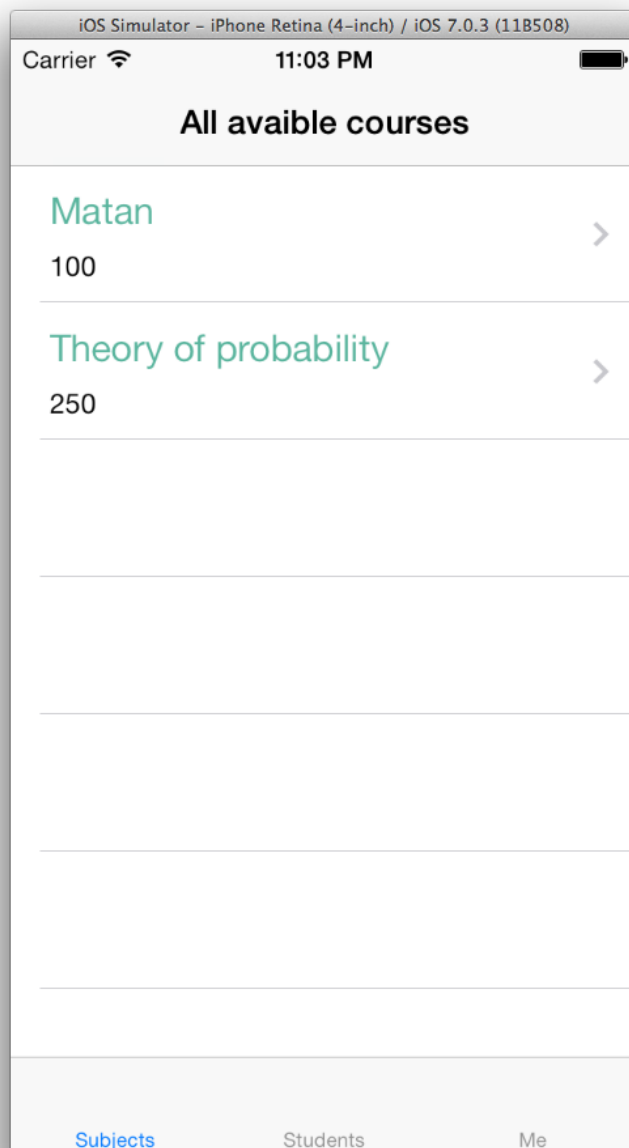 iOS Simulator – iPhone Retina (4-inch) / iOS 7.0.3 (11B508)
Carrier 11:03 PM
All avaible courses
Matan
100
Theory of probability
250
Subjects Students Me